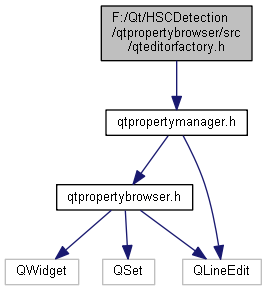 F:/Qt/HSCDetection
/qtpropertybrowser/src
/qteditorfactory.h
qtpropertymanager.h
qtpropertybrowser.h
QWidget
QSet
QLineEdit